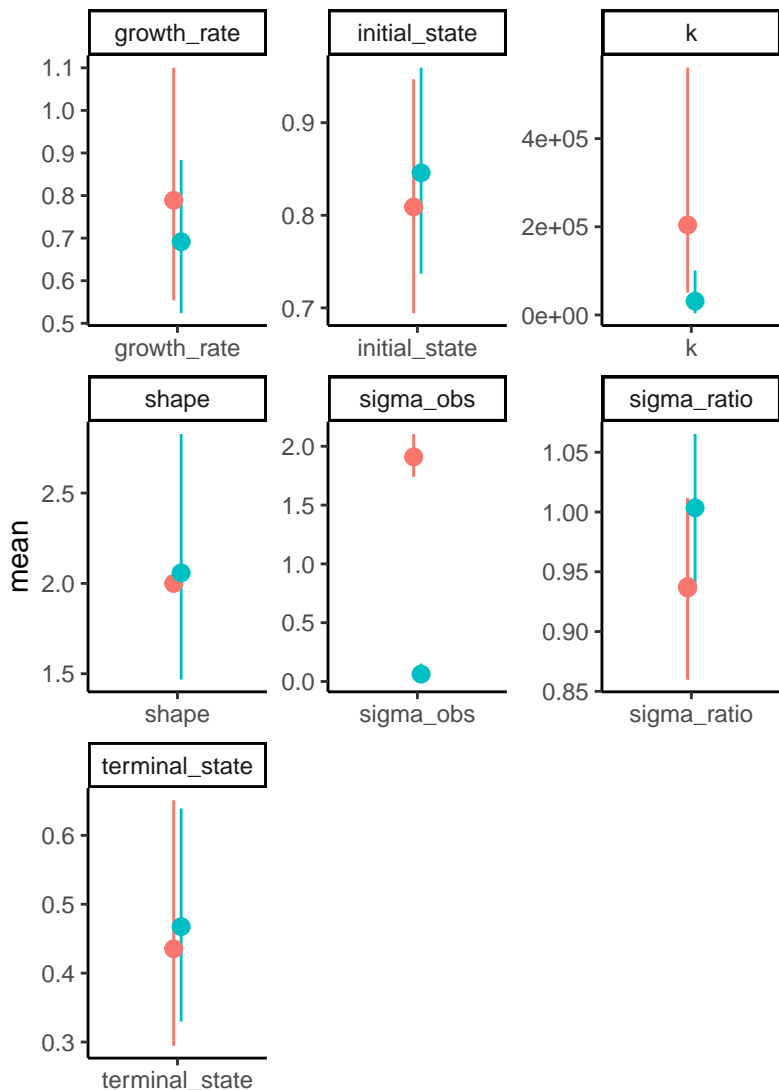 growth_rate
initial_state
k
1.1
1.0
0.9
0.8
0.7
0.6
0.5
0.9
0.8
0.7
4e+05
2e+05
0e+00
growth_rate
initial_state
k
shape
sigma_obs
sigma_ratio
mean
2.5
2.0
1.5
2.0
1.5
1.0
0.5
0.0
1.05
1.00
0.95
0.90
0.85
shape
sigma_obs
sigma_ratio
terminal_state
0.6
0.5
0.4
0.3
terminal_state